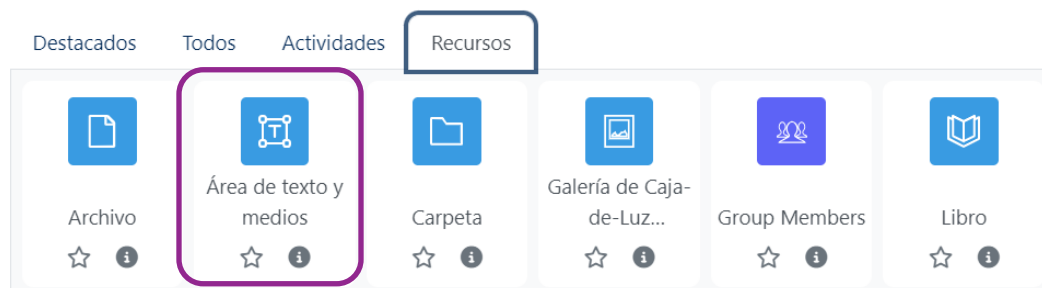 Destacados Todos Actividades Recursos
Archivo
Área de texto y
medios
Carpeta
Galería de Caja-
de-Luz...
Group Members
Libro